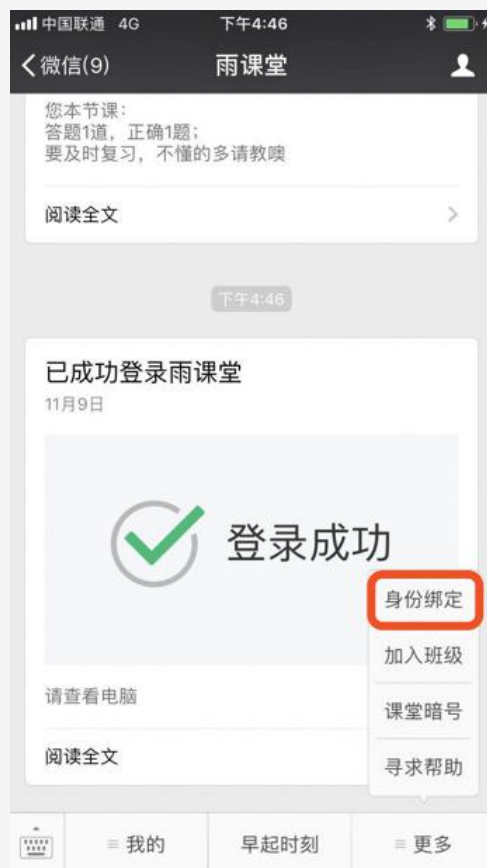 中国联通 4G 下午4:46
微信(9) 雨课堂
您本节课：
答题1道，正确1题；
要及时复习，不懂的多请教噢
阅读全文
下午4:46
已成功登录雨课堂
11月9日
登录成功
身份绑定
加入班级
请查看电脑
课堂暗号
阅读全文
寻求帮助
我的 早起时刻 更多